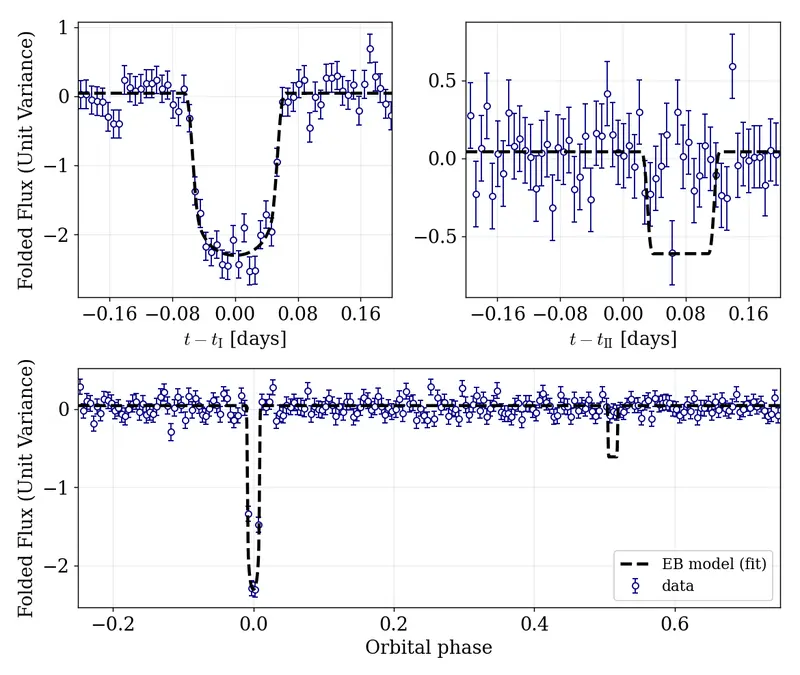 Folded Flux (Unit Variance)
1
0
−1
−2
−0.16 −0.08 0.00 0.08 0.16
t − t_I [days]
0.5
0.0
−0.5
−0.16 −0.08 0.00 0.08 0.16
t − t_II [days]
Folded Flux (Unit Variance)
0
−1
−2
−0.2 0.0 0.2 0.4 0.6
Orbital phase
EB model (fit)
data